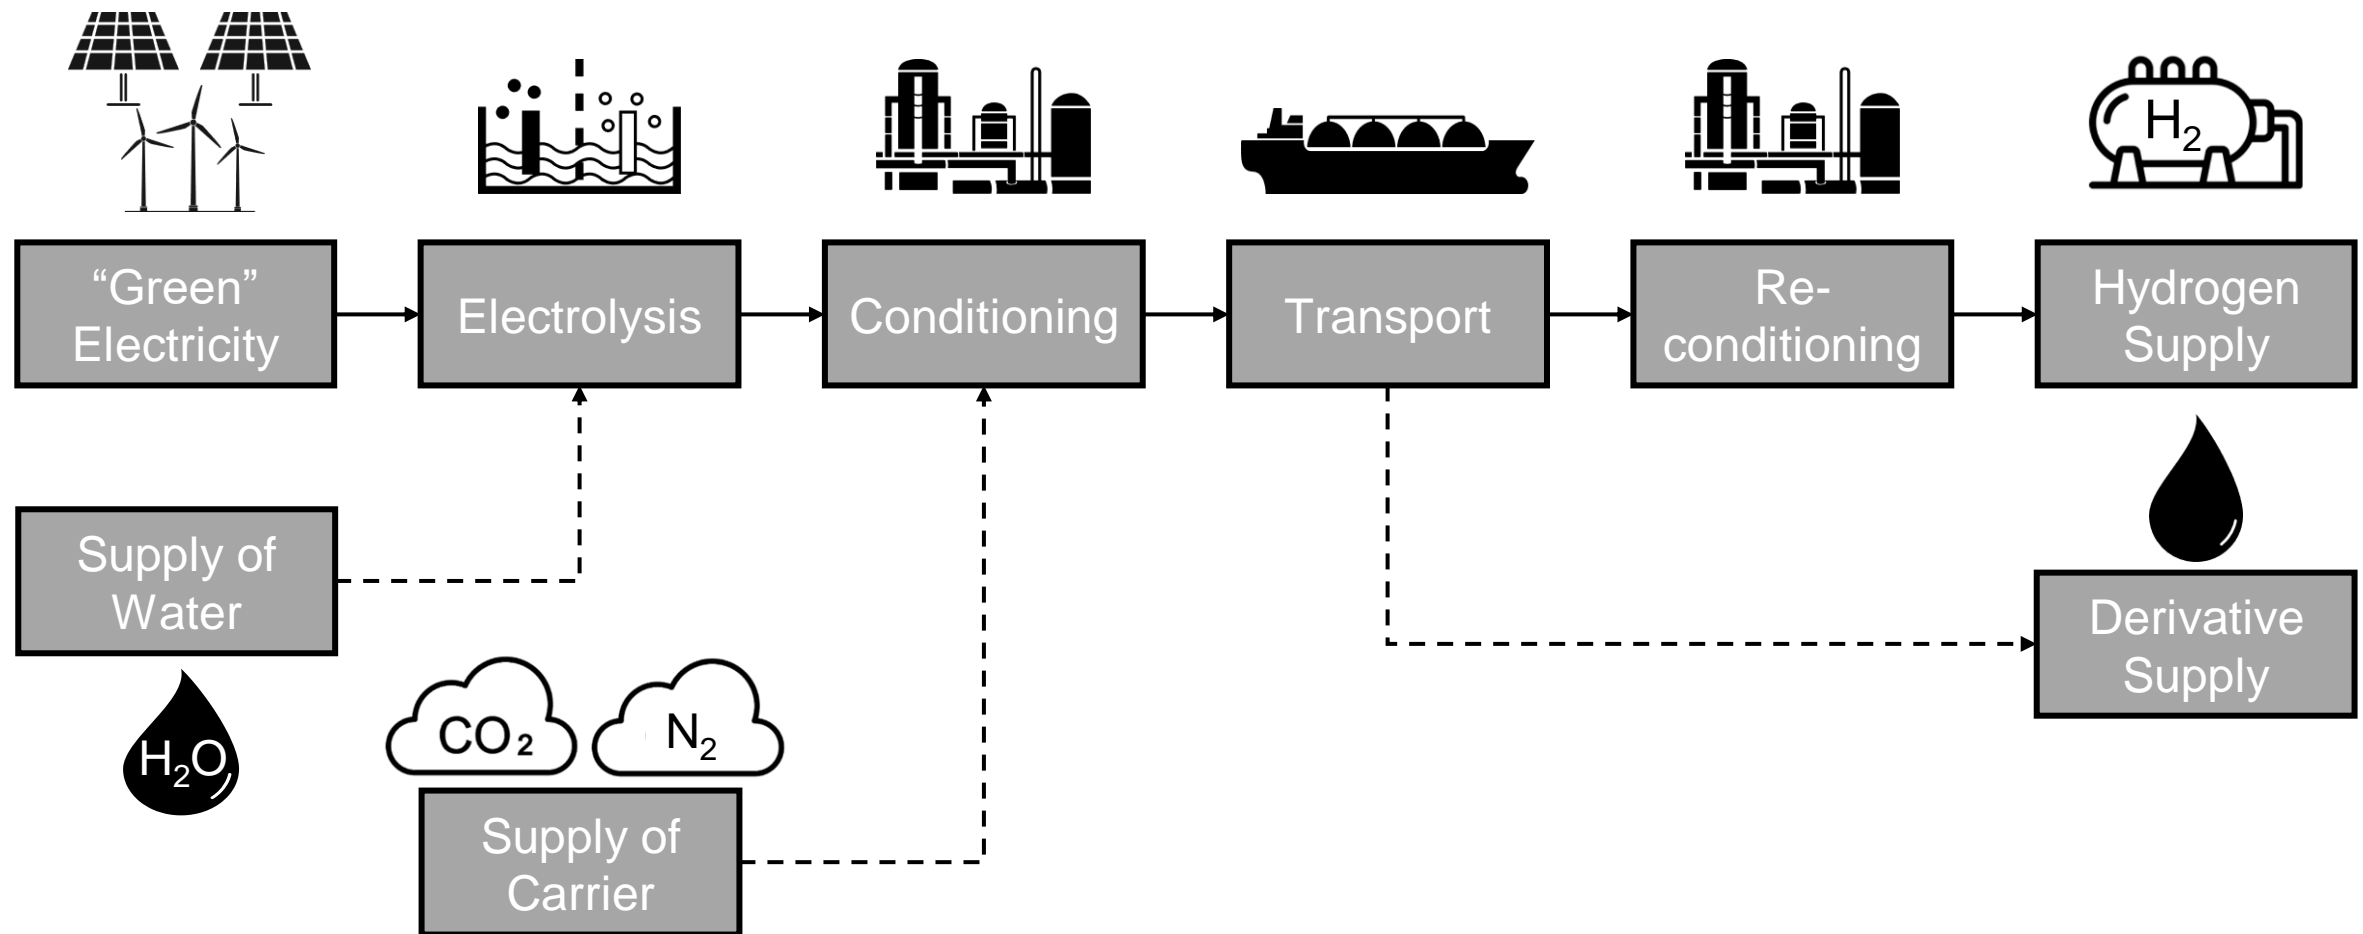 H₂
“Green”
Electricity
Electrolysis
Conditioning
Transport
Re-
conditioning
Hydrogen
Supply
Supply of
Water
H₂O
CO₂
N₂
Supply of
Carrier
Derivative
Supply